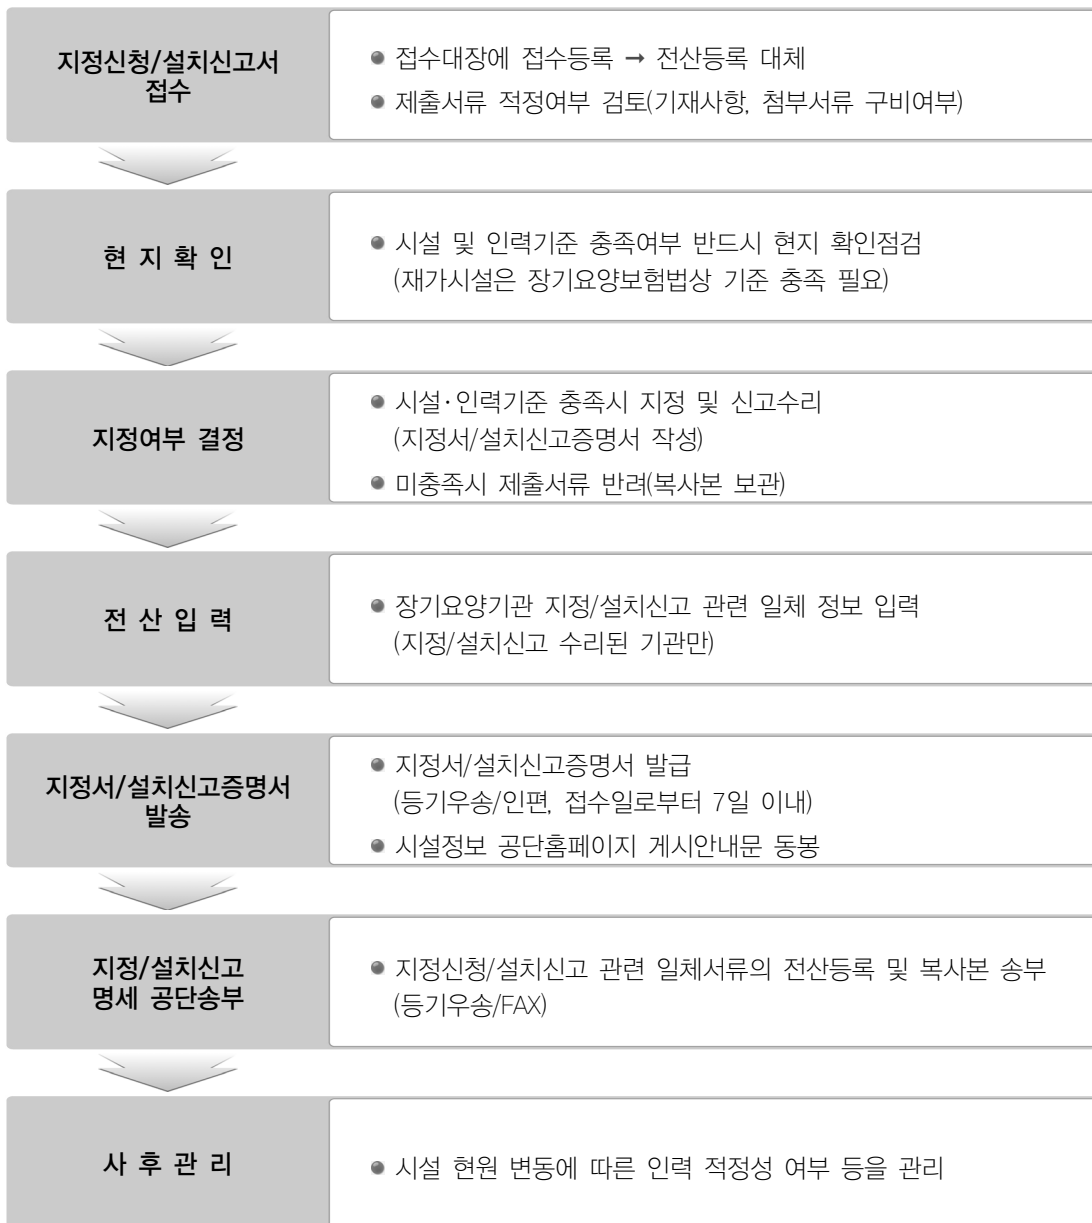 지정신청/설치신고서
접수
● 접수대장에 접수등록 → 전산등록 대체
● 제출서류 적정여부 검토(기재사항, 첨부서류 구비여부)
현 지 확 인
● 시설 및 인력기준 충족여부 반드시 현지 확인점검
(재가시설은 장기요양보험법상 기준 충족 필요)
지정여부 결정
● 시설·인력기준 충족시 지정 및 신고수리
(지정서/설치신고증명서 작성)
● 미충족시 제출서류 반려(복사본 보관)
전 산 입 력
● 장기요양기관 지정/설치신고 관련 일체 정보 입력
(지정/설치신고 수리된 기관만)
지정서/설치신고증명서
발송
● 지정서/설치신고증명서 발급
(등기우송/인편, 접수일로부터 7일 이내)
● 시설정보 공단홈페이지 게시안내문 동봉
지정/설치신고
명세 공단송부
● 지정신청/설치신고 관련 일체서류의 전산등록 및 복사본 송부
(등기우송/FAX)
사 후 관 리
● 시설 현원 변동에 따른 인력 적정성 여부 등을 관리